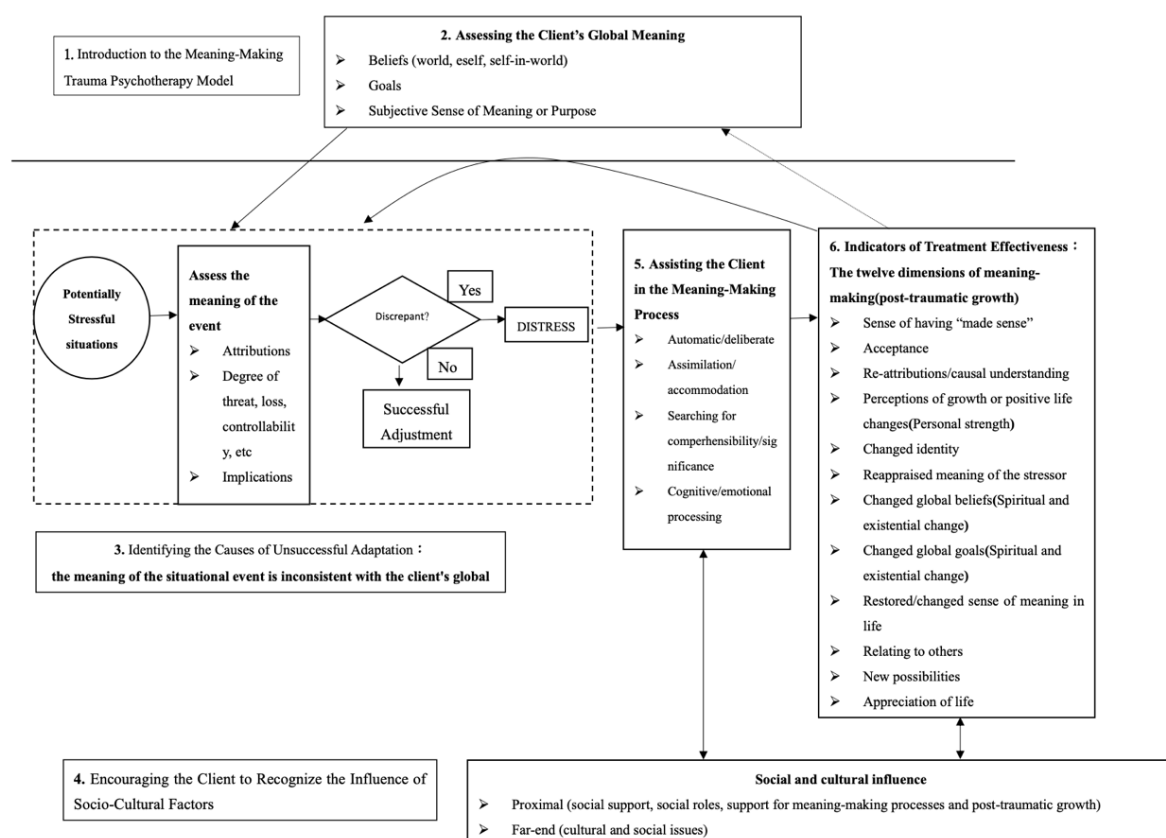 1. Introduction to the Meaning-Making
Trauma Psychotherapy Model
2. Assessing the Client's Global Meaning
➢ Beliefs (world, eself, self-in-world)
➢ Goals
➢ Subjective Sense of Meaning or Purpose
Potentially
Stressful
situations
Assess the
meaning of the
event
➢ Attributions
➢ Degree of
threat, loss,
controllabilit
y, etc
➢ Implications
Discrepant?
Yes
No
DISTRESS
Successful
Adjustment
3. Identifying the Causes of Unsuccessful Adaptation：
the meaning of the situational event is inconsistent with the client's global
5. Assisting the Client
in the Meaning-Making
Process
➢ Automatic/deliberate
➢ Assimilation/
accommodation
➢ Searching for
comperhensibility/sig
nificance
➢ Cognitive/emotional
processing
6. Indicators of Treatment Effectiveness：
The twelve dimensions of meaning-
making(post-traumatic growth)
➢ Sense of having “made sense”
➢ Acceptance
➢ Re-attributions/causal understanding
➢ Perceptions of growth or positive life
changes(Personal strength)
➢ Changed identity
➢ Reappraised meaning of the stressor
➢ Changed global beliefs(Spiritual and
existential change)
➢ Changed global goals(Spiritual and
existential change)
➢ Restored/changed sense of meaning in
life
➢ Relating to others
➢ New possibilities
➢ Appreciation of life
4. Encouraging the Client to Recognize the Influence of
Socio-Cultural Factors
Social and cultural influence
➢ Proximal (social support, social roles, support for meaning-making processes and post-traumatic growth)
➢ Far-end (cultural and social issues)